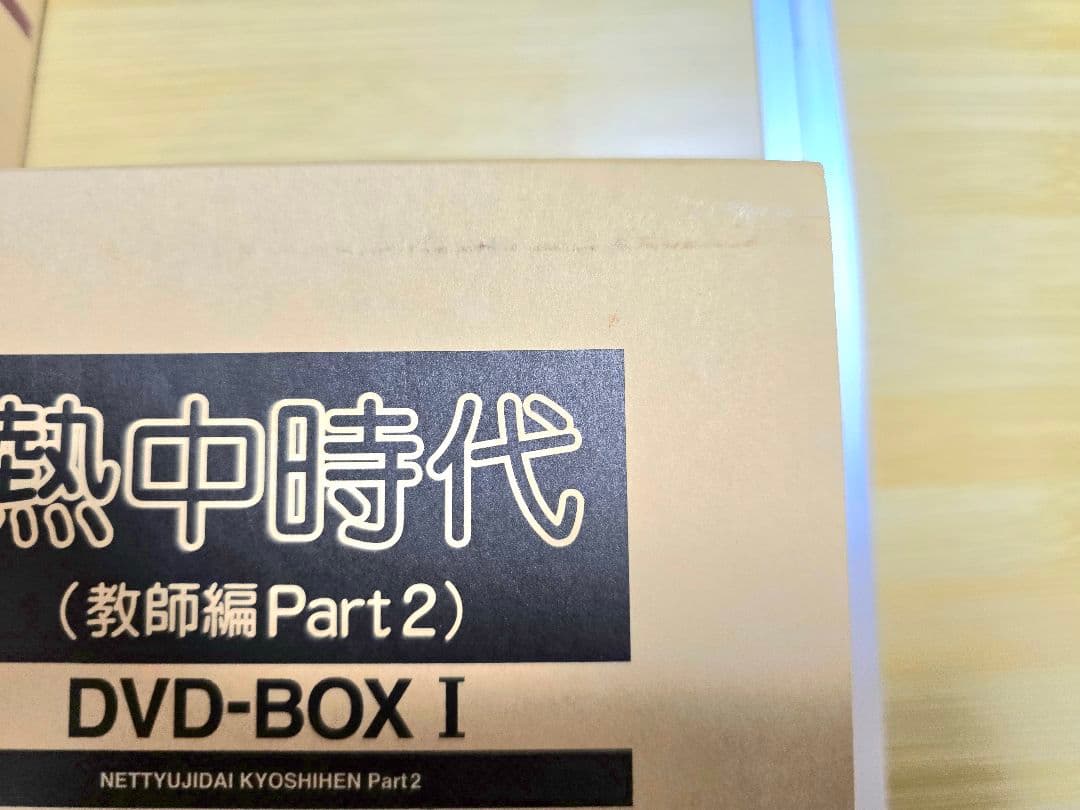 熱中時代
(教師編Part2)
DVD-BOX I
NETTYUJIDAI KYOSHIHEN Part2